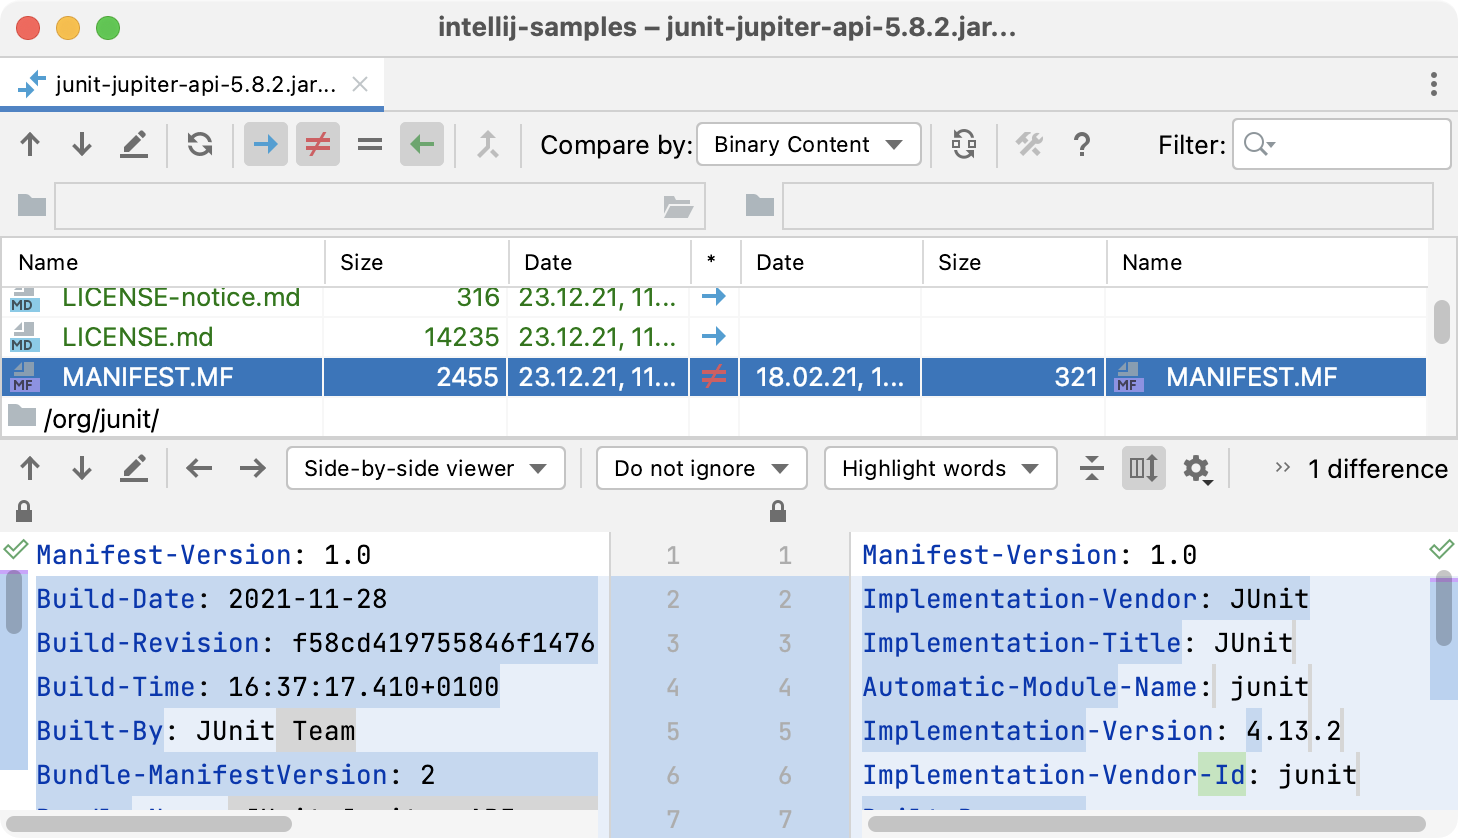 intellij-samples – junit-jupiter-api-5.8.2.jar...
junit-jupiter-api-5.8.2.jar...
Compare by: Binary Content ? Filter:
Name Size Date * Date Size Name
MD LICENSE-notice.md 316 23.12.21, 11...
MD LICENSE.md 14235 23.12.21, 11...
MF MANIFEST.MF 2455 23.12.21, 11... ≠ 18.02.21, 1... 321 MF MANIFEST.MF
/org/junit/
Side-by-side viewer Do not ignore Highlight words >> 1 difference
Manifest-Version: 1.0 1 1 Manifest-Version: 1.0
Build-Date: 2021-11-28 2 2 Implementation-Vendor: JUnit
Build-Revision: f58cd419755846f1476 3 3 Implementation-Title: JUnit
Build-Time: 16:37:17.410+0100 4 4 Automatic-Module-Name: junit
Built-By: JUnit Team 5 5 Implementation-Version: 4.13.2
Bundle-ManifestVersion: 2 6 6 Implementation-Vendor-Id: junit
7 7